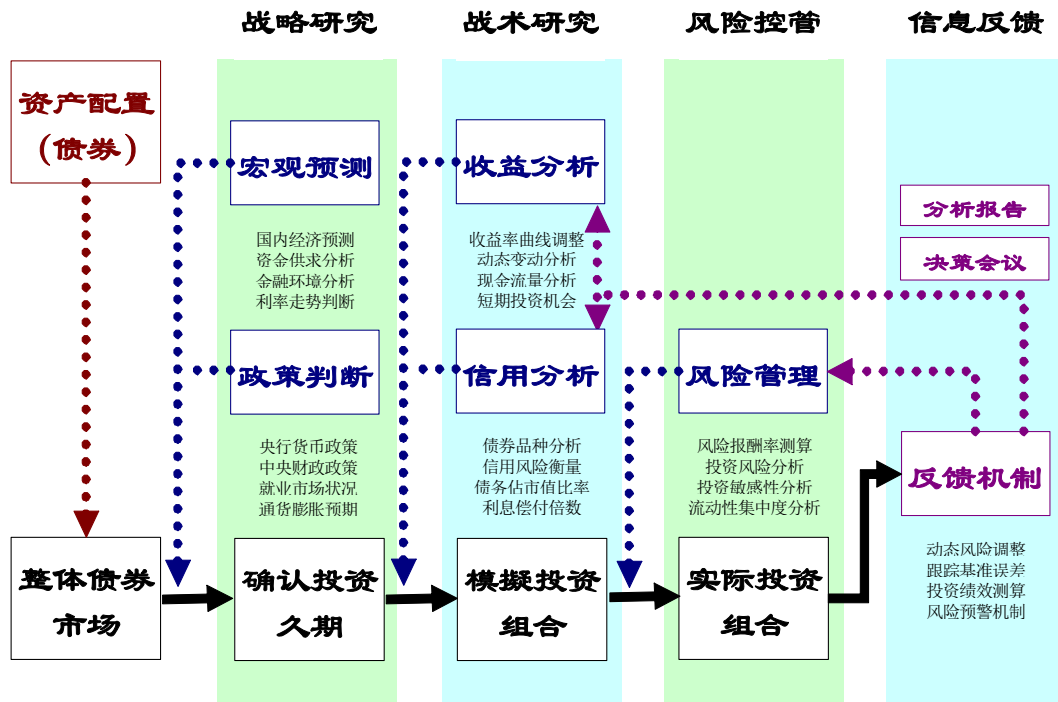 战略研究
战术研究
风险控管
信息反馈
资产配置
(债券)
宏观预测
国内经济预测
资金供求分析
金融环境分析
利率走势判断
政策判断
央行货币政策
中央财政政策
就业市场状况
通货膨胀预期
收益分析
收益率曲线调整
动态变动分析
现金流量分析
短期投资机会
信用分析
债券品种分析
信用风险衡量
债务佔市值比率
利息偿付倍数
风险管理
风险报酬率测算
投资风险分析
投资敏感性分析
流动性集中度分析
分析报告
决策会议
反馈机制
动态风险调整
跟踪基准误差
投资绩效测算
风险预警机制
整体债券
市场
确认投资
久期
模擬投资
组合
实际投资
组合